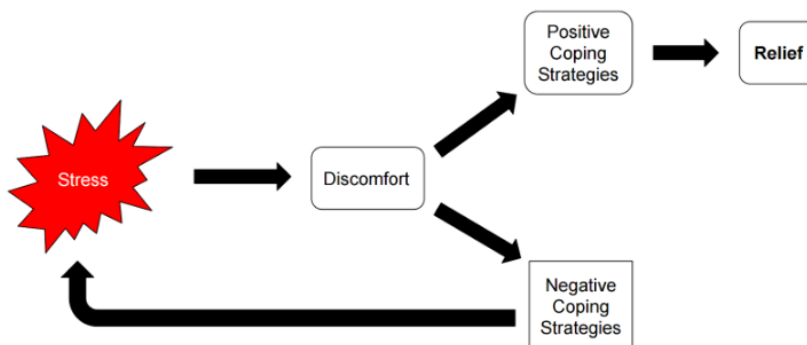 Stress
Discomfort
Positive
Coping
Strategies
Relief
Negative
Coping
Strategies